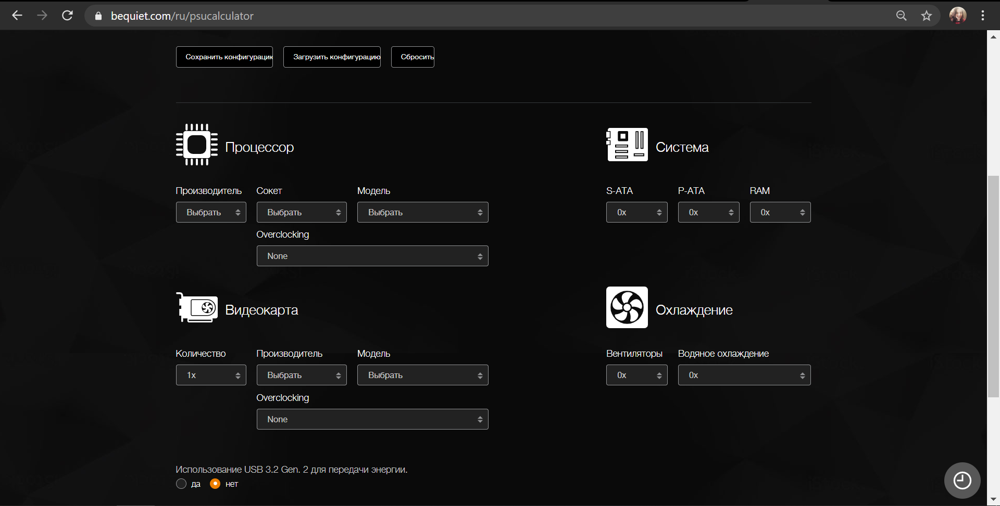 bequiet.com/ru/psucalculator
Сохранить конфигурацию
Загрузить конфигурацию
Сбросить
Процессор
Производитель Сокет Модель
Выбрать Выбрать Выбрать
Overclocking
None
Система
S-ATA P-ATA RAM
0x 0x 0x
Видеокарта
Количество Производитель Модель
1x Выбрать Выбрать
Overclocking
None
Охлаждение
Вентиляторы Водяное охлаждение
0x 0x
Использование USB 3.2 Gen. 2 для передачи энергии.
да нет